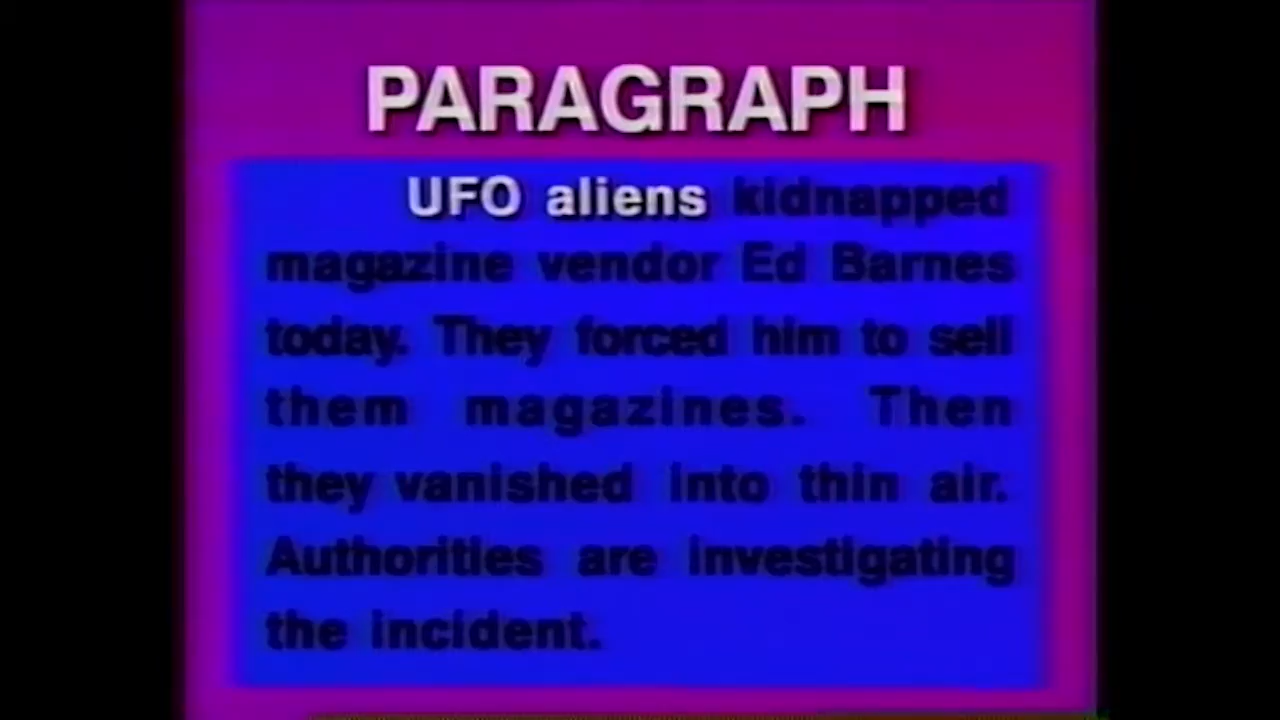 PARAGRAPH
UFO aliens kidnapped
magazine vendor Ed Barnes
today. They forced him to sell
them magazines. Then
they vanished into thin air.
Authorities are investigating
the incident.